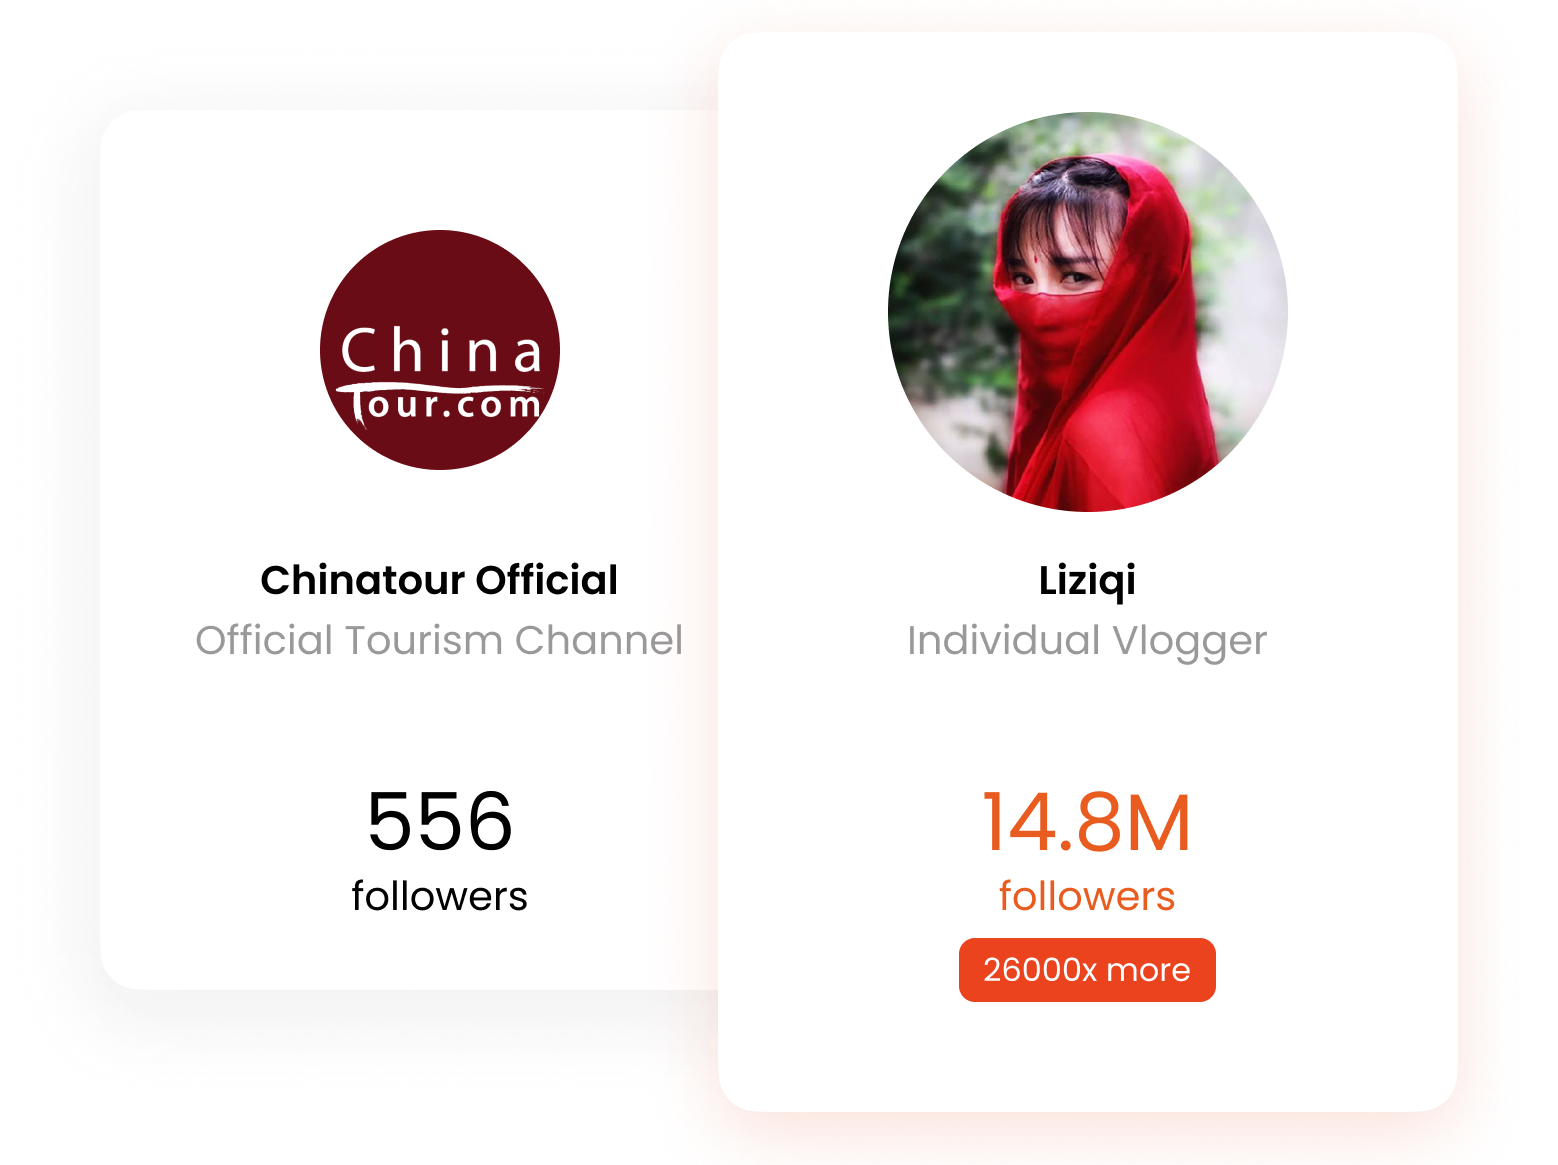 China
Tour.com
Chinatour Official
Official Tourism Channel
556
followers
Liziqi
Individual Vlogger
14.8M
followers
26000x more